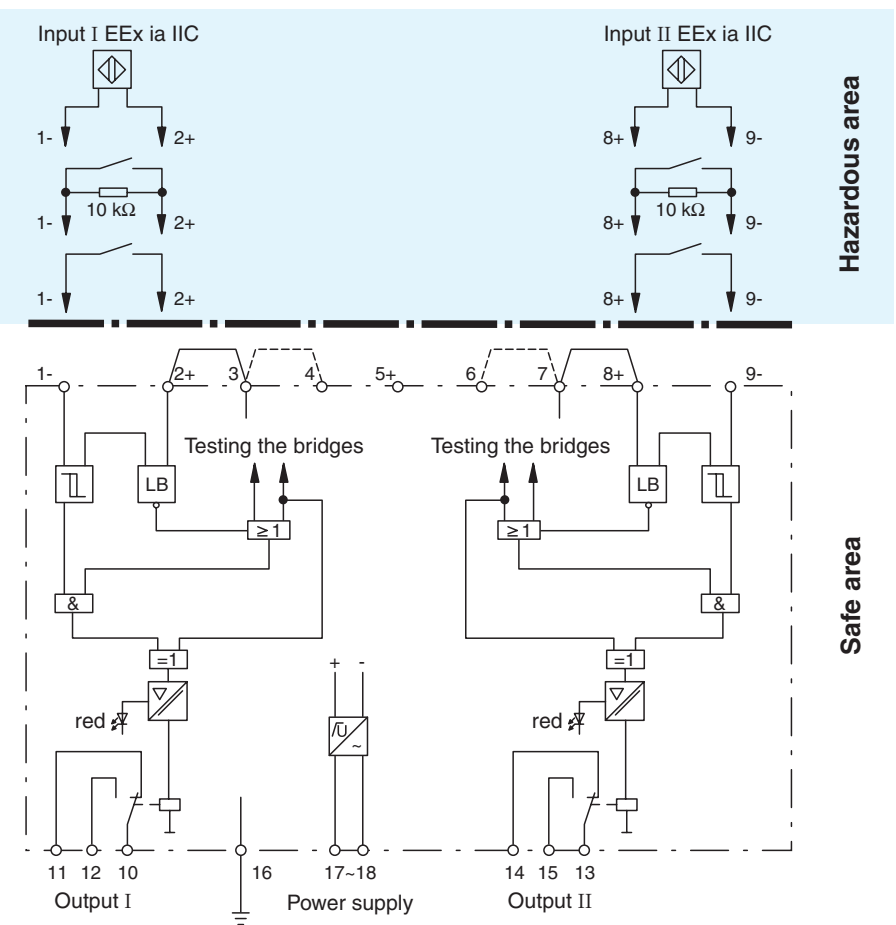 Input I EEx ia IIC
Input II EEx ia IIC
1- 2+ 8+ 9-
10 kΩ 10 kΩ
1- 2+ 8+ 9-
1- 2+ 8+ 9-
Hazardous area
1- 2+ 3 4 5+ 6 7 8+ 9-
Testing the bridges
Testing the bridges
LB LB
≥1 ≥1
& &
=1 =1
+ -
red red
U
~
Safe area
11 12 10 16 17~18 14 15 13
Output I
Power supply
Output II